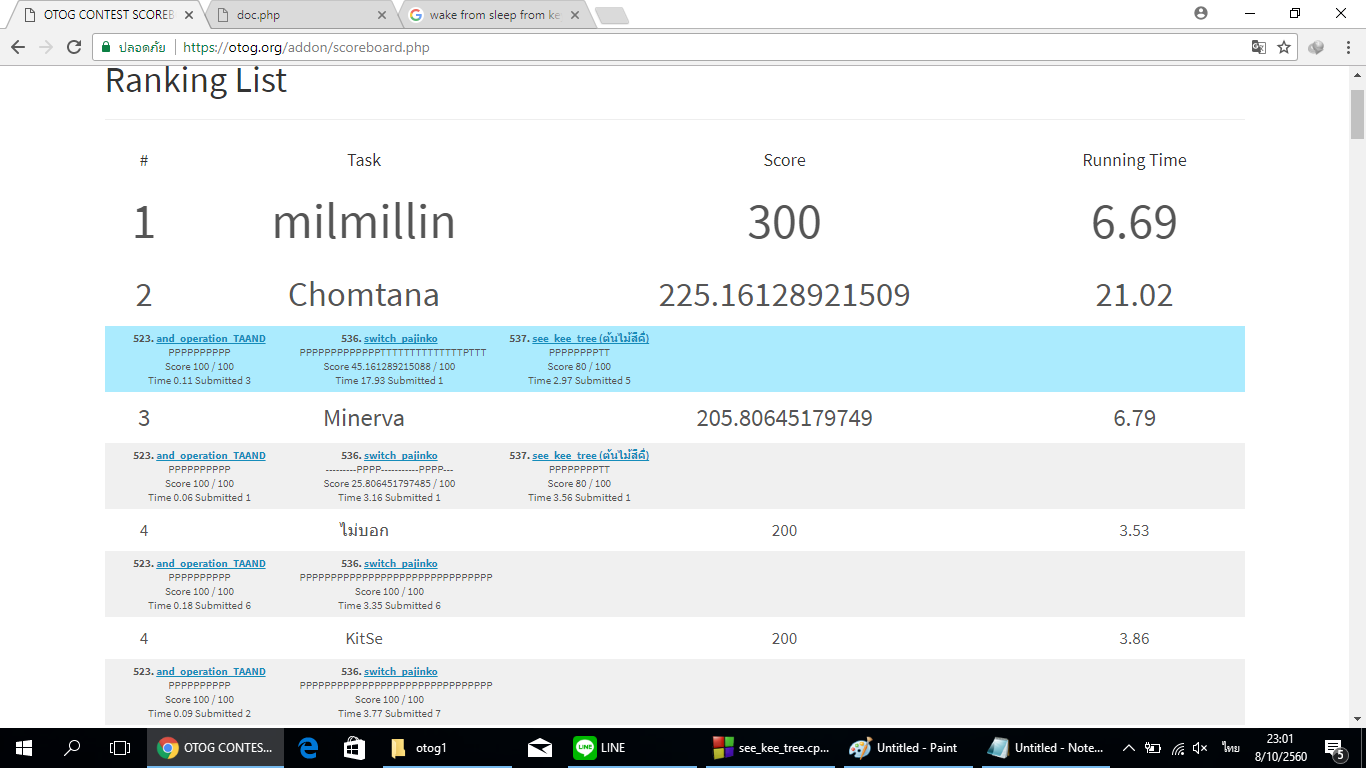 OTOG CONTEST SCOREB
doc.php
wake from sleep from ke
ปลอดภัย https://otog.org/addon/scoreboard.php
Ranking List
# Task Score Running Time
1 milmillin 300 6.69
2 Chomtana 225.16128921509 21.02
523. and_operation_TAAND 536. switch_pajinko 537. see_kee_tree (ต้นไม้สีคี่)
PPPPPPPPPP PPPPPPPPPPPPPTTTTTTTTTTTTTTPTTT PPPPPPPPTT
Score 100 / 100 Score 45.161289215088 / 100 Score 80 / 100
Time 0.11 Submitted 3 Time 17.93 Submitted 1 Time 2.97 Submitted 5
3 Minerva 205.80645179749 6.79
523. and_operation_TAAND 536. switch_pajinko 537. see_kee_tree (ต้นไม้สีคี่)
PPPPPPPPPP ---------PPPP-----------PPPP--- PPPPPPPPTT
Score 100 / 100 Score 25.806451797485 / 100 Score 80 / 100
Time 0.06 Submitted 1 Time 3.16 Submitted 1 Time 3.56 Submitted 1
4 ไม่บอก 200 3.53
523. and_operation_TAAND 536. switch_pajinko
PPPPPPPPPP PPPPPPPPPPPPPPPPPPPPPPPPPPPPPPP
Score 100 / 100 Score 100 / 100
Time 0.18 Submitted 6 Time 3.35 Submitted 6
4 KitSe 200 3.86
523. and_operation_TAAND 536. switch_pajinko
PPPPPPPPPP PPPPPPPPPPPPPPPPPPPPPPPPPPPPPPP
Score 100 / 100 Score 100 / 100
Time 0.09 Submitted 2 Time 3.77 Submitted 7
OTOG CONTES... otog1 LINE see_kee_tree.cp... Untitled - Paint Untitled - Note... ไทย 23:01
8/10/2560 5